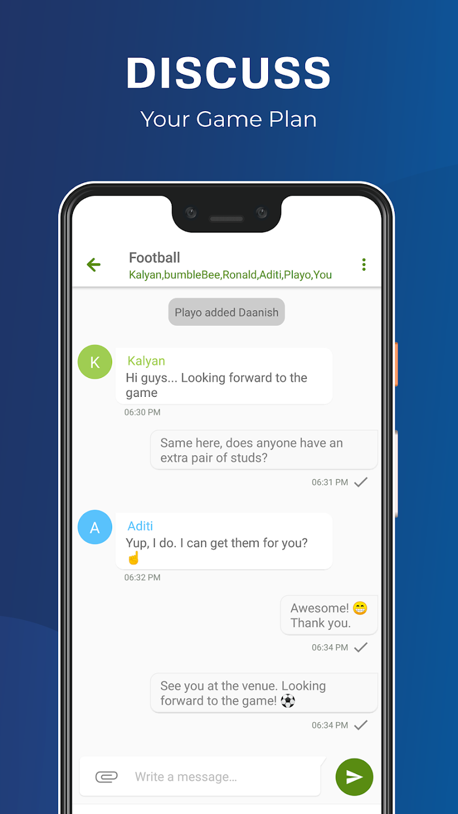 DISCUSS
Your Game Plan
Football
Kalyan,bumbleBee,Ronald,Aditi,Playo,You
Playo added Daanish
K
Kalyan
Hi guys... Looking forward to the
game
06:30 PM
Same here, does anyone have an
extra pair of studs?
06:31 PM
A
Aditi
Yup, I do. I can get them for you?
☝
06:32 PM
Awesome! 😁
Thank you.
06:34 PM
See you at the venue. Looking
forward to the game! ⚽
06:34 PM
Write a message...